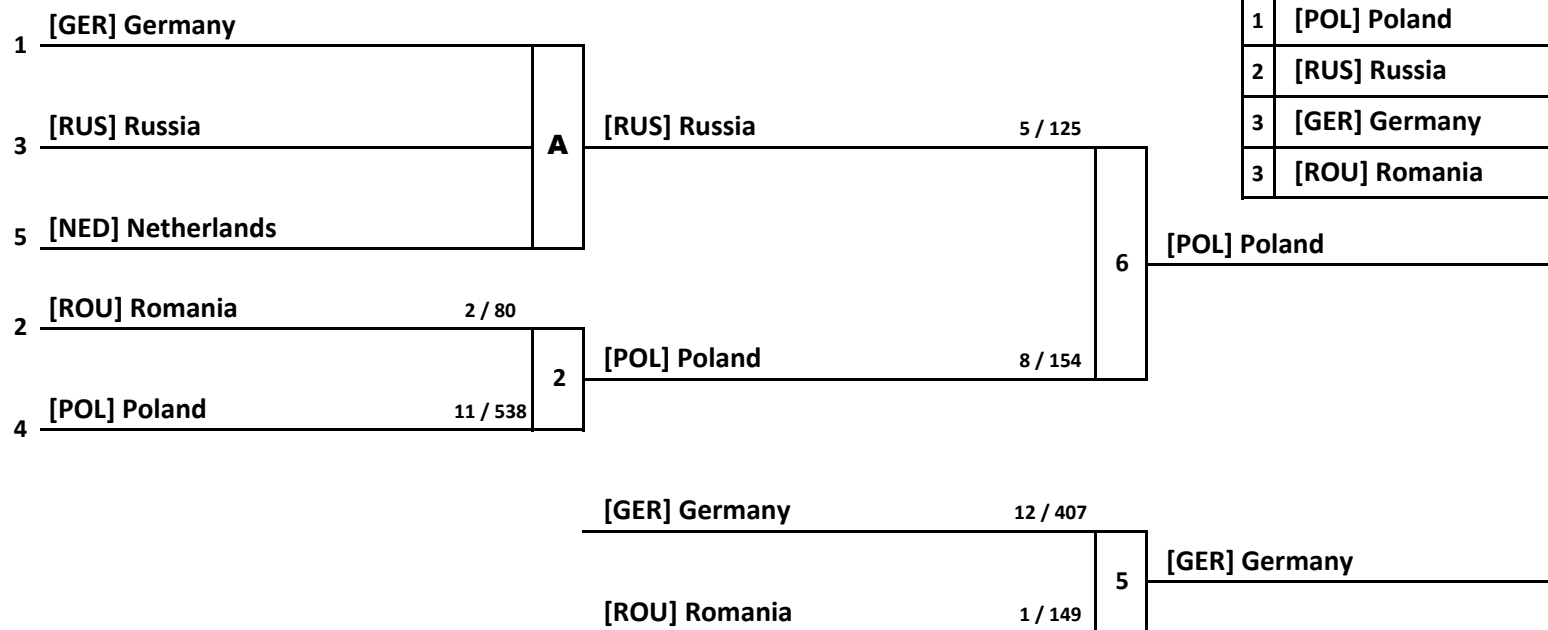 [GER] Germany
1
[RUS] Russia
3
[NED] Netherlands
5
A
[RUS] Russia 5 / 125
[ROU] Romania 2 / 80
2
[POL] Poland 11 / 538
4
2
[POL] Poland 8 / 154
6
[POL] Poland
1 [POL] Poland
2 [RUS] Russia
3 [GER] Germany
3 [ROU] Romania
[GER] Germany 12 / 407
[ROU] Romania 1 / 149
5
[GER] Germany